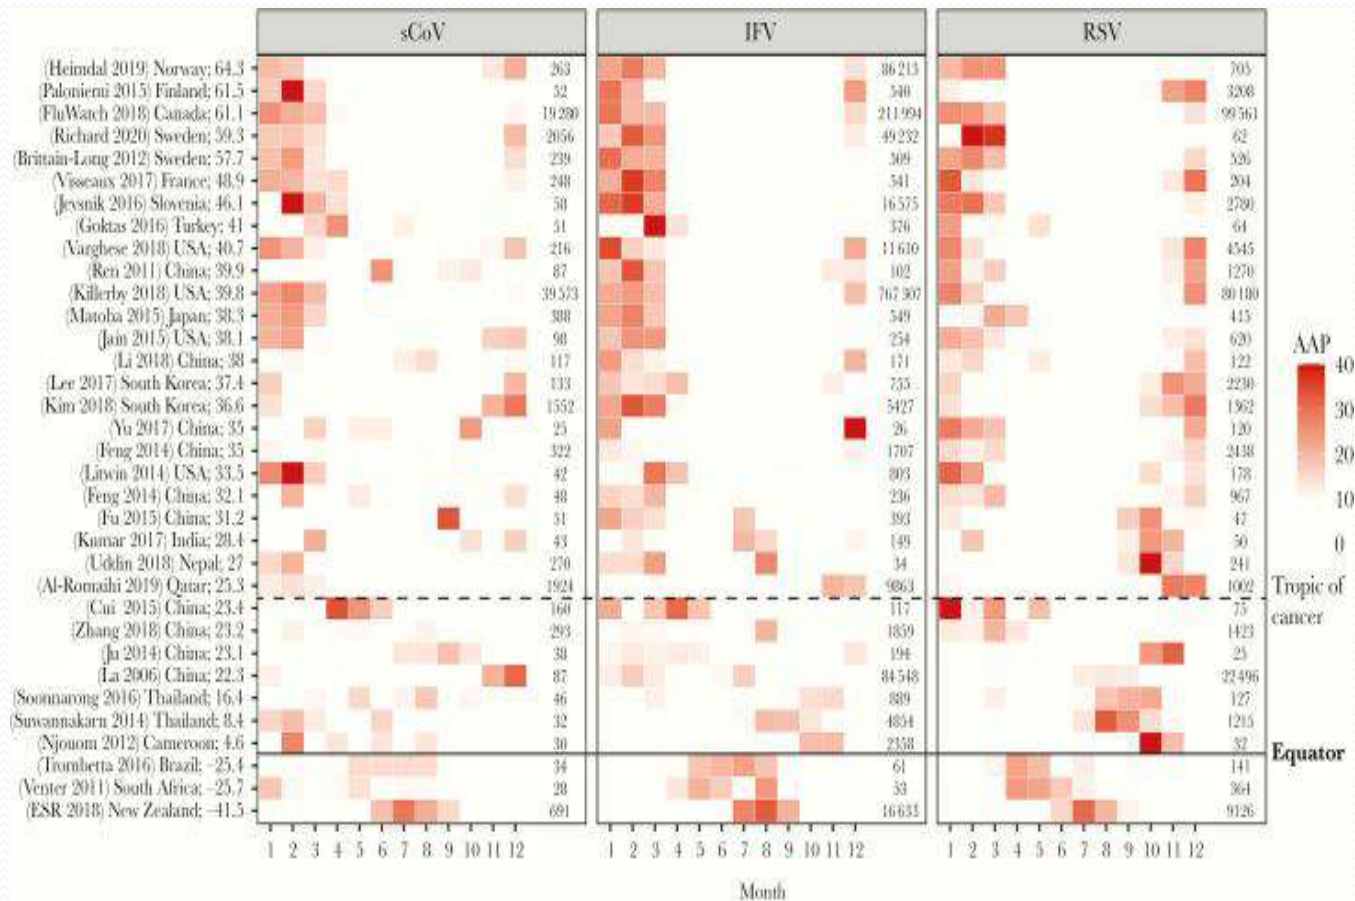 sCoV IFV RSV
(Heimdal 2019) Norway; 64.3 263 86 213 705
(Paloniemi 2015) Finland; 61.5 52 540 3208
(FluWatch 2018) Canada; 61.1 19 280 211 994 99 561
(Richard 2020) Sweden; 59.3 2056 49 232 62
(Brittain-Long 2012) Sweden; 57.7 239 509 526
(Visseaux 2017) France; 48.9 248 541 204
(Jevsnik 2016) Slovenia; 46.1 58 16 575 2780
(Goktas 2016) Turkey; 41 51 376 64
(Varghese 2018) USA; 40.7 216 11 610 4545
(Ren 2011) China; 39.9 87 102 1270
(Killerby 2018) USA; 39.8 39 573 767 307 80 180
(Matoba 2015) Japan; 38.3 388 549 415
(Jain 2015) USA; 38.1 98 254 620
(Li 2018) China; 38 117 171 122
(Lee 2017) South Korea; 37.4 133 735 2230
(Kim 2018) South Korea; 36.6 1552 5427 1362
(Yu 2017) China; 35 25 26 120
(Feng 2014) China; 35 322 1707 2438
(Litwin 2014) USA; 33.5 42 803 178
(Feng 2014) China; 32.1 48 236 967
(Fu 2015) China; 31.2 51 393 47
(Kumar 2017) India; 28.4 43 149 50
(Uddin 2018) Nepal; 27 270 34 241
(Al-Romaihi 2019) Qatar; 25.3 1924 9863 1002
(Cui 2015) China; 23.4 160 117 75
(Zhang 2018) China; 23.2 293 1859 1423
(Ju 2014) China; 23.1 38 194 25
(La 2006) China; 22.3 87 84 548 22 496
(Soonnarong 2016) Thailand; 16.4 46 889 127
(Suwannakarn 2014) Thailand; 8.4 32 4854 1215
(Njouom 2012) Cameroon; 4.6 30 2358 32
(Trombetta 2016) Brazil; −25.4 34 61 141
(Venter 2011) South Africa; −25.7 28 53 364
(ESR 2018) New Zealand; −41.5 691 16 633 9126
1 2 3 4 5 6 7 8 9 10 11 12 1 2 3 4 5 6 7 8 9 10 11 12 1 2 3 4 5 6 7 8 9 10 11 12
Month
AAP
40
30
20
10
0
Tropic of
cancer
Equator